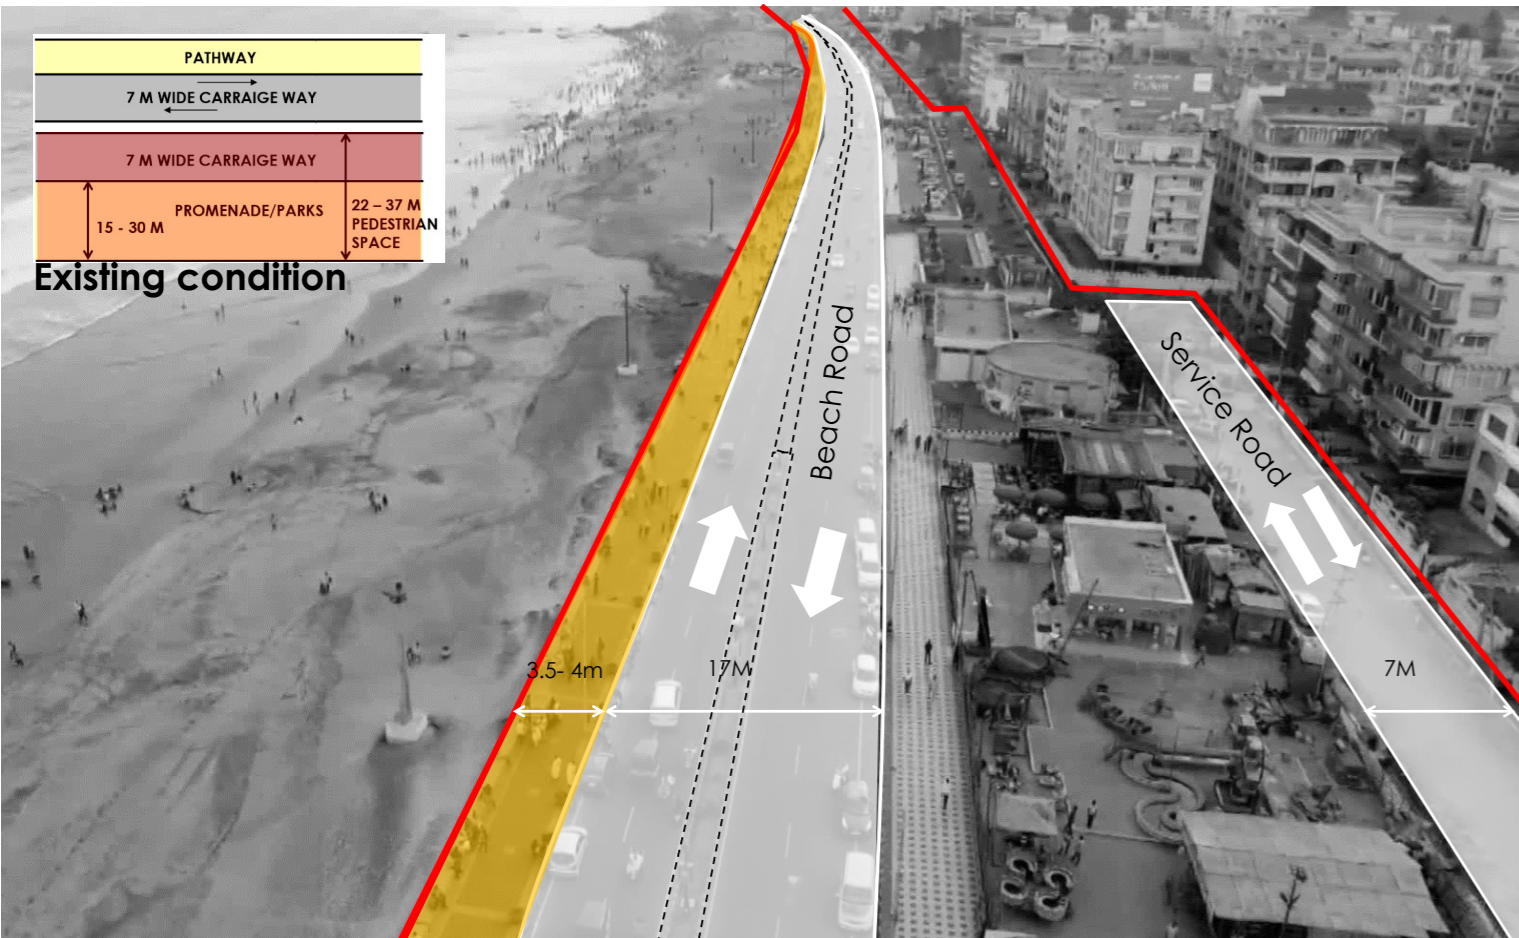 PATHWAY
7 M WIDE CARRAIGE WAY
7 M WIDE CARRAIGE WAY
PROMENADE/PARKS
15 - 30 M
22 – 37 M
PEDESTRIAN
SPACE
Existing condition
Beach Road
Service Road
3.5- 4m
17M
7M